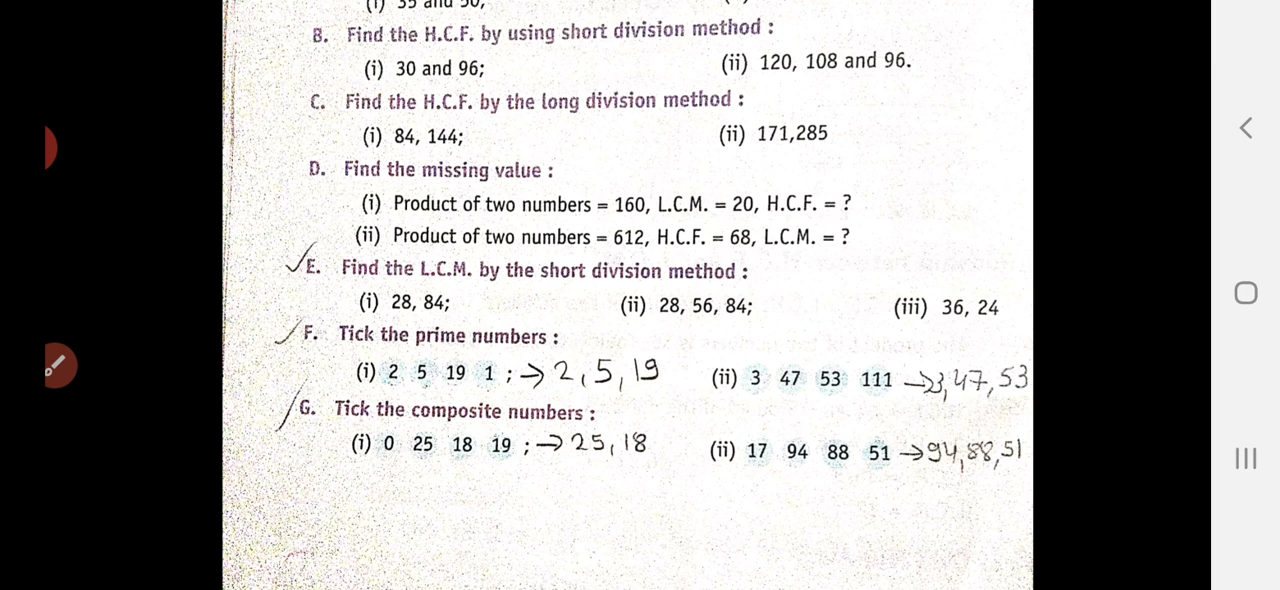 (i) 35 and 50;
B. Find the H.C.F. by using short division method :
(i) 30 and 96; (ii) 120, 108 and 96.
C. Find the H.C.F. by the long division method :
(i) 84, 144; (ii) 171,285
D. Find the missing value :
(i) Product of two numbers = 160, L.C.M. = 20, H.C.F. = ?
(ii) Product of two numbers = 612, H.C.F. = 68, L.C.M. = ?
E. Find the L.C.M. by the short division method :
(i) 28, 84; (ii) 28, 56, 84; (iii) 36, 24
F. Tick the prime numbers :
(i) 2 5 19 1 ; → 2, 5, 19 (ii) 3 47 53 111 → 3, 47, 53
G. Tick the composite numbers :
(i) 0 25 18 19 ; → 25, 18 (ii) 17 94 88 51 → 94, 88, 51